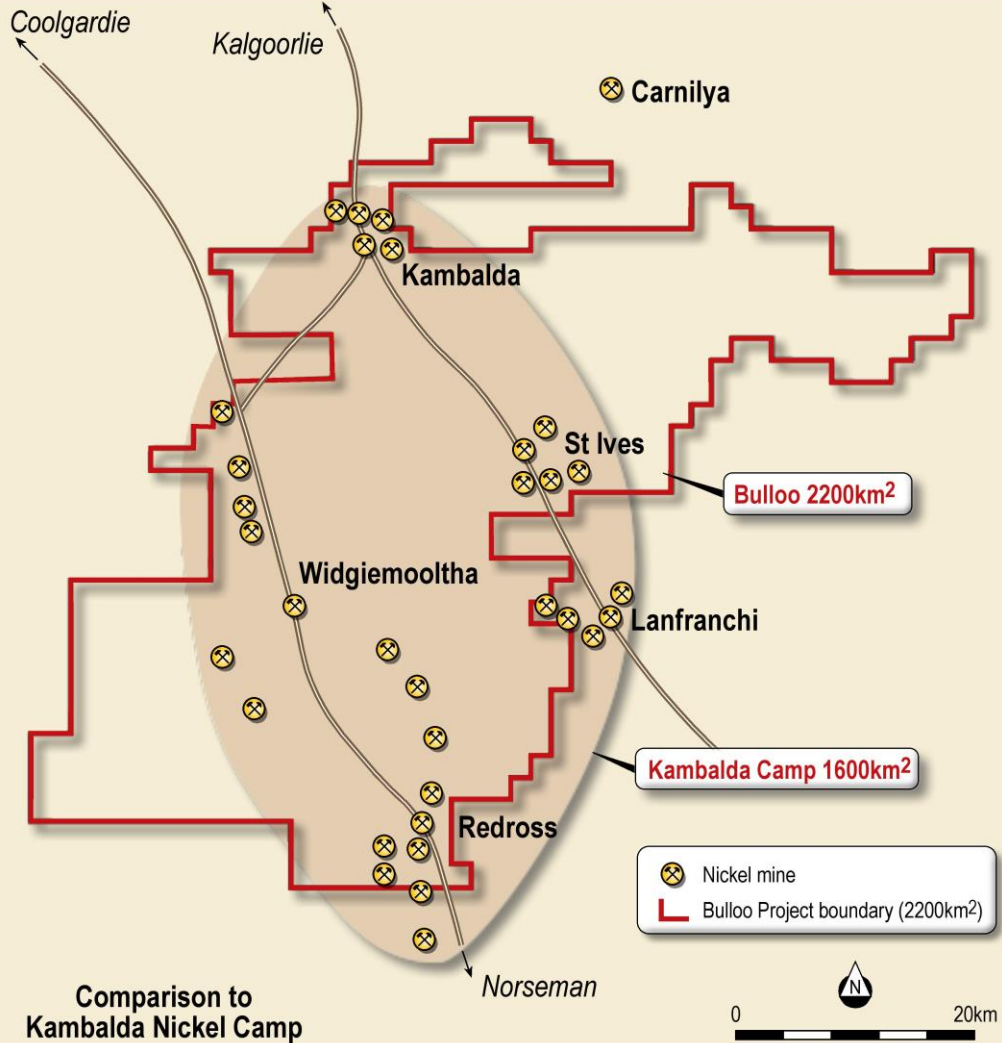 Coolgardie
Kalgoorlie
Carnilya
Kambalda
St Ives
Bulloo 2200km²
Widgiemooltha
Lanfranchi
Kambalda Camp 1600km²
Redross
Nickel mine
Bulloo Project boundary (2200km²)
Norseman
N
Comparison to
Kambalda Nickel Camp
0 20km